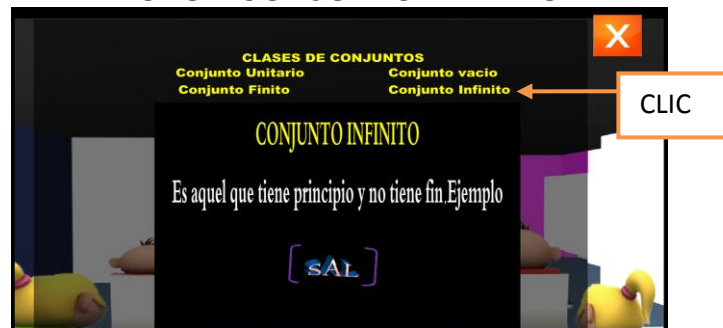 X
CLASES DE CONJUNTOS
Conjunto Unitario Conjunto vacio
Conjunto Finito Conjunto Infinito
CLIC
CONJUNTO INFINITO
Es aquel que tiene principio y no tiene fin.Ejemplo
[SAL]